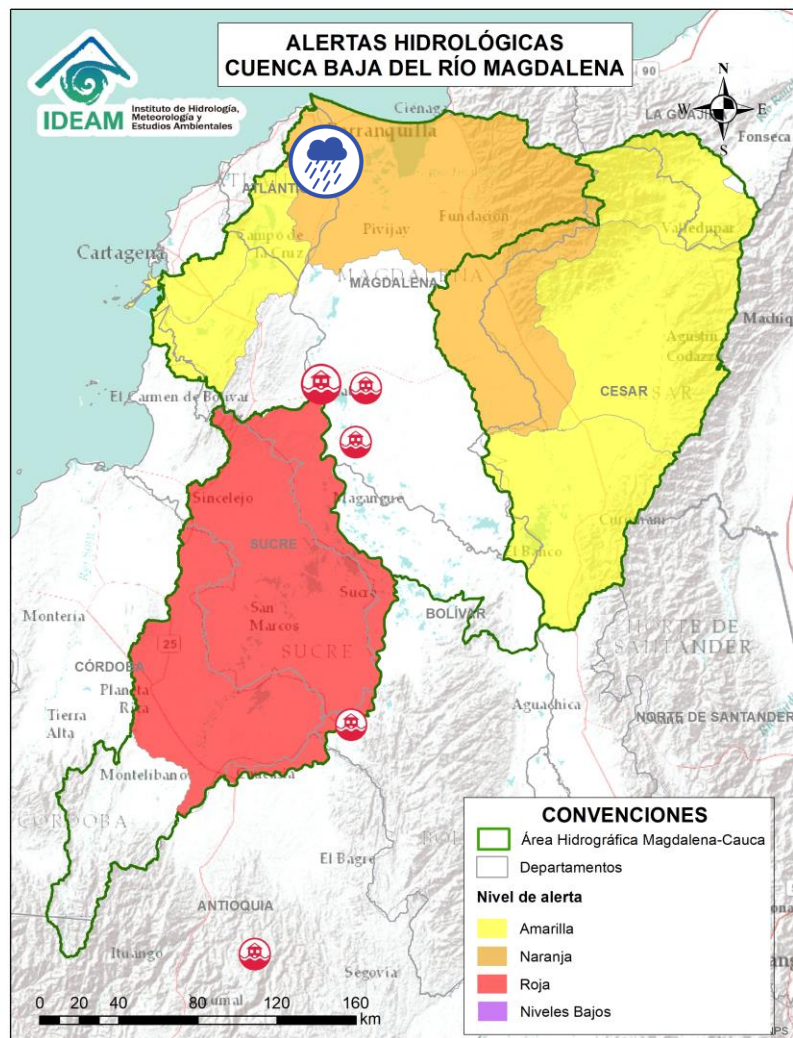 ALERTAS HIDROLÓGICAS
CUENCA BAJA DEL RÍO MAGDALENA
IDEAM
Instituto de Hidrología,
Meteorología y
Estudios Ambientales
90
N
W
E
S
Ciénaga
LA GUAJIRA
Fonseca
Cartagena
Campo de
la Cruz
Pivijay
Fundación
Valledupar
MAGDALENA
MAGDALENA
Agustín
Codazzi
CESAR
El Carmen de Bolívar
Sincelejo
Magangue
SUCRE
El Banco
Sucre
San
Marcos
SUCRE
BOLÍVAR
Montería
25
CÓRDOBA
Planeta
Rica
NORTE DE
SANTANDER
Tierra
Alta
Aguachica
NORTE DE SANTANDER
Montelíbano
CÓRDOBA
El Bagre
ANTIOQUIA
Ituango
Segovia
0 20 40 80 120 160
km
CONVENCIONES
Área Hidrográfica Magdalena-Cauca
Departamentos
Nivel de alerta
Amarilla
Naranja
Roja
Niveles Bajos